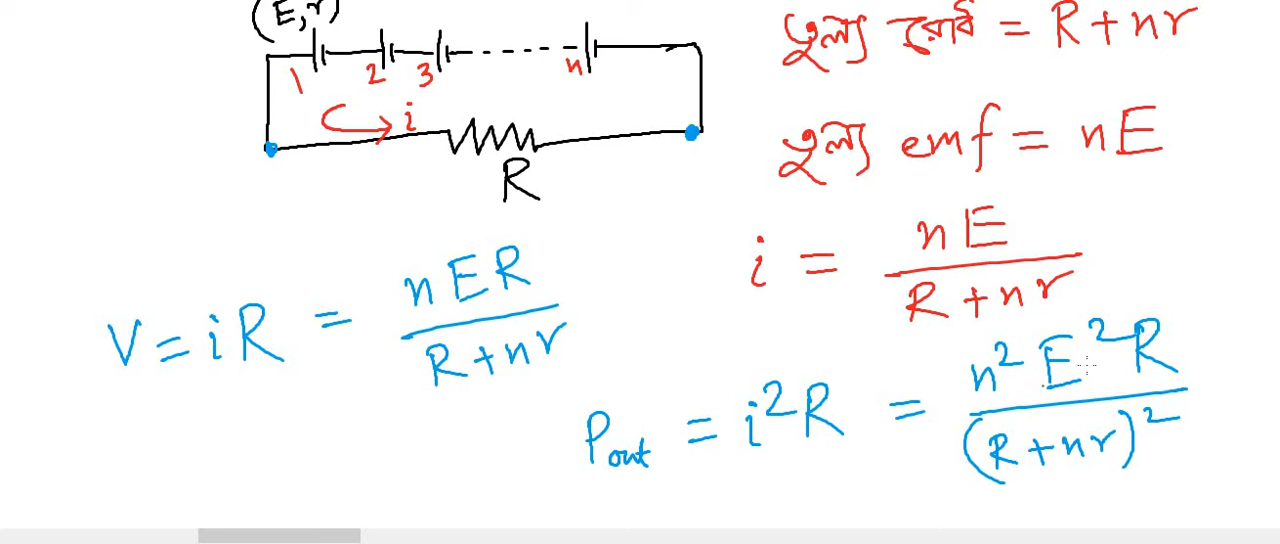 (E, r)
1 2 3 n
i
R
তুল্য রোধ = R + nr
তুল্য emf = nE
i = nE / (R + nr)
V = iR = nER / (R + nr)
Pout = i²R = n²E²R / (R + nr)²